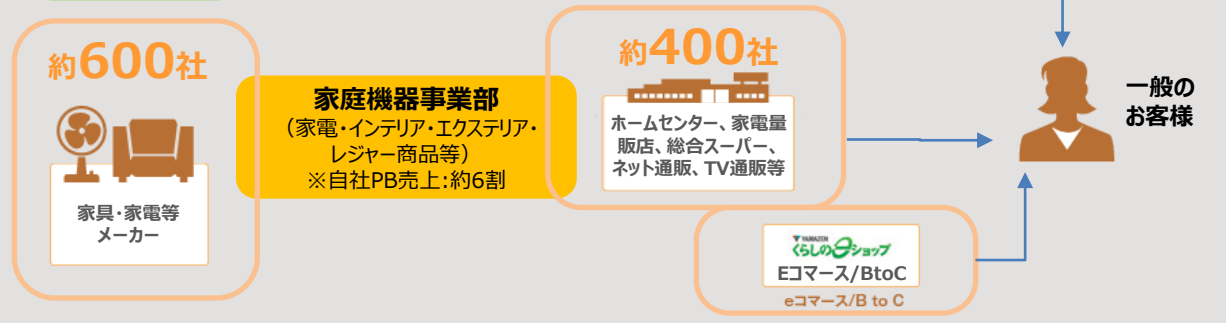 約600社
家具・家電等
メーカー
家庭機器事業部
（家電・インテリア・エクステリア・
レジャー商品等）
※自社PB売上：約6割
約400社
ホームセンター、家電量
販店、総合スーパー、
ネット通販、TV通販等
YAMAZEN
くらしのeショップ
Eコマース/BtoC
eコマース/B to C
一般の
お客様